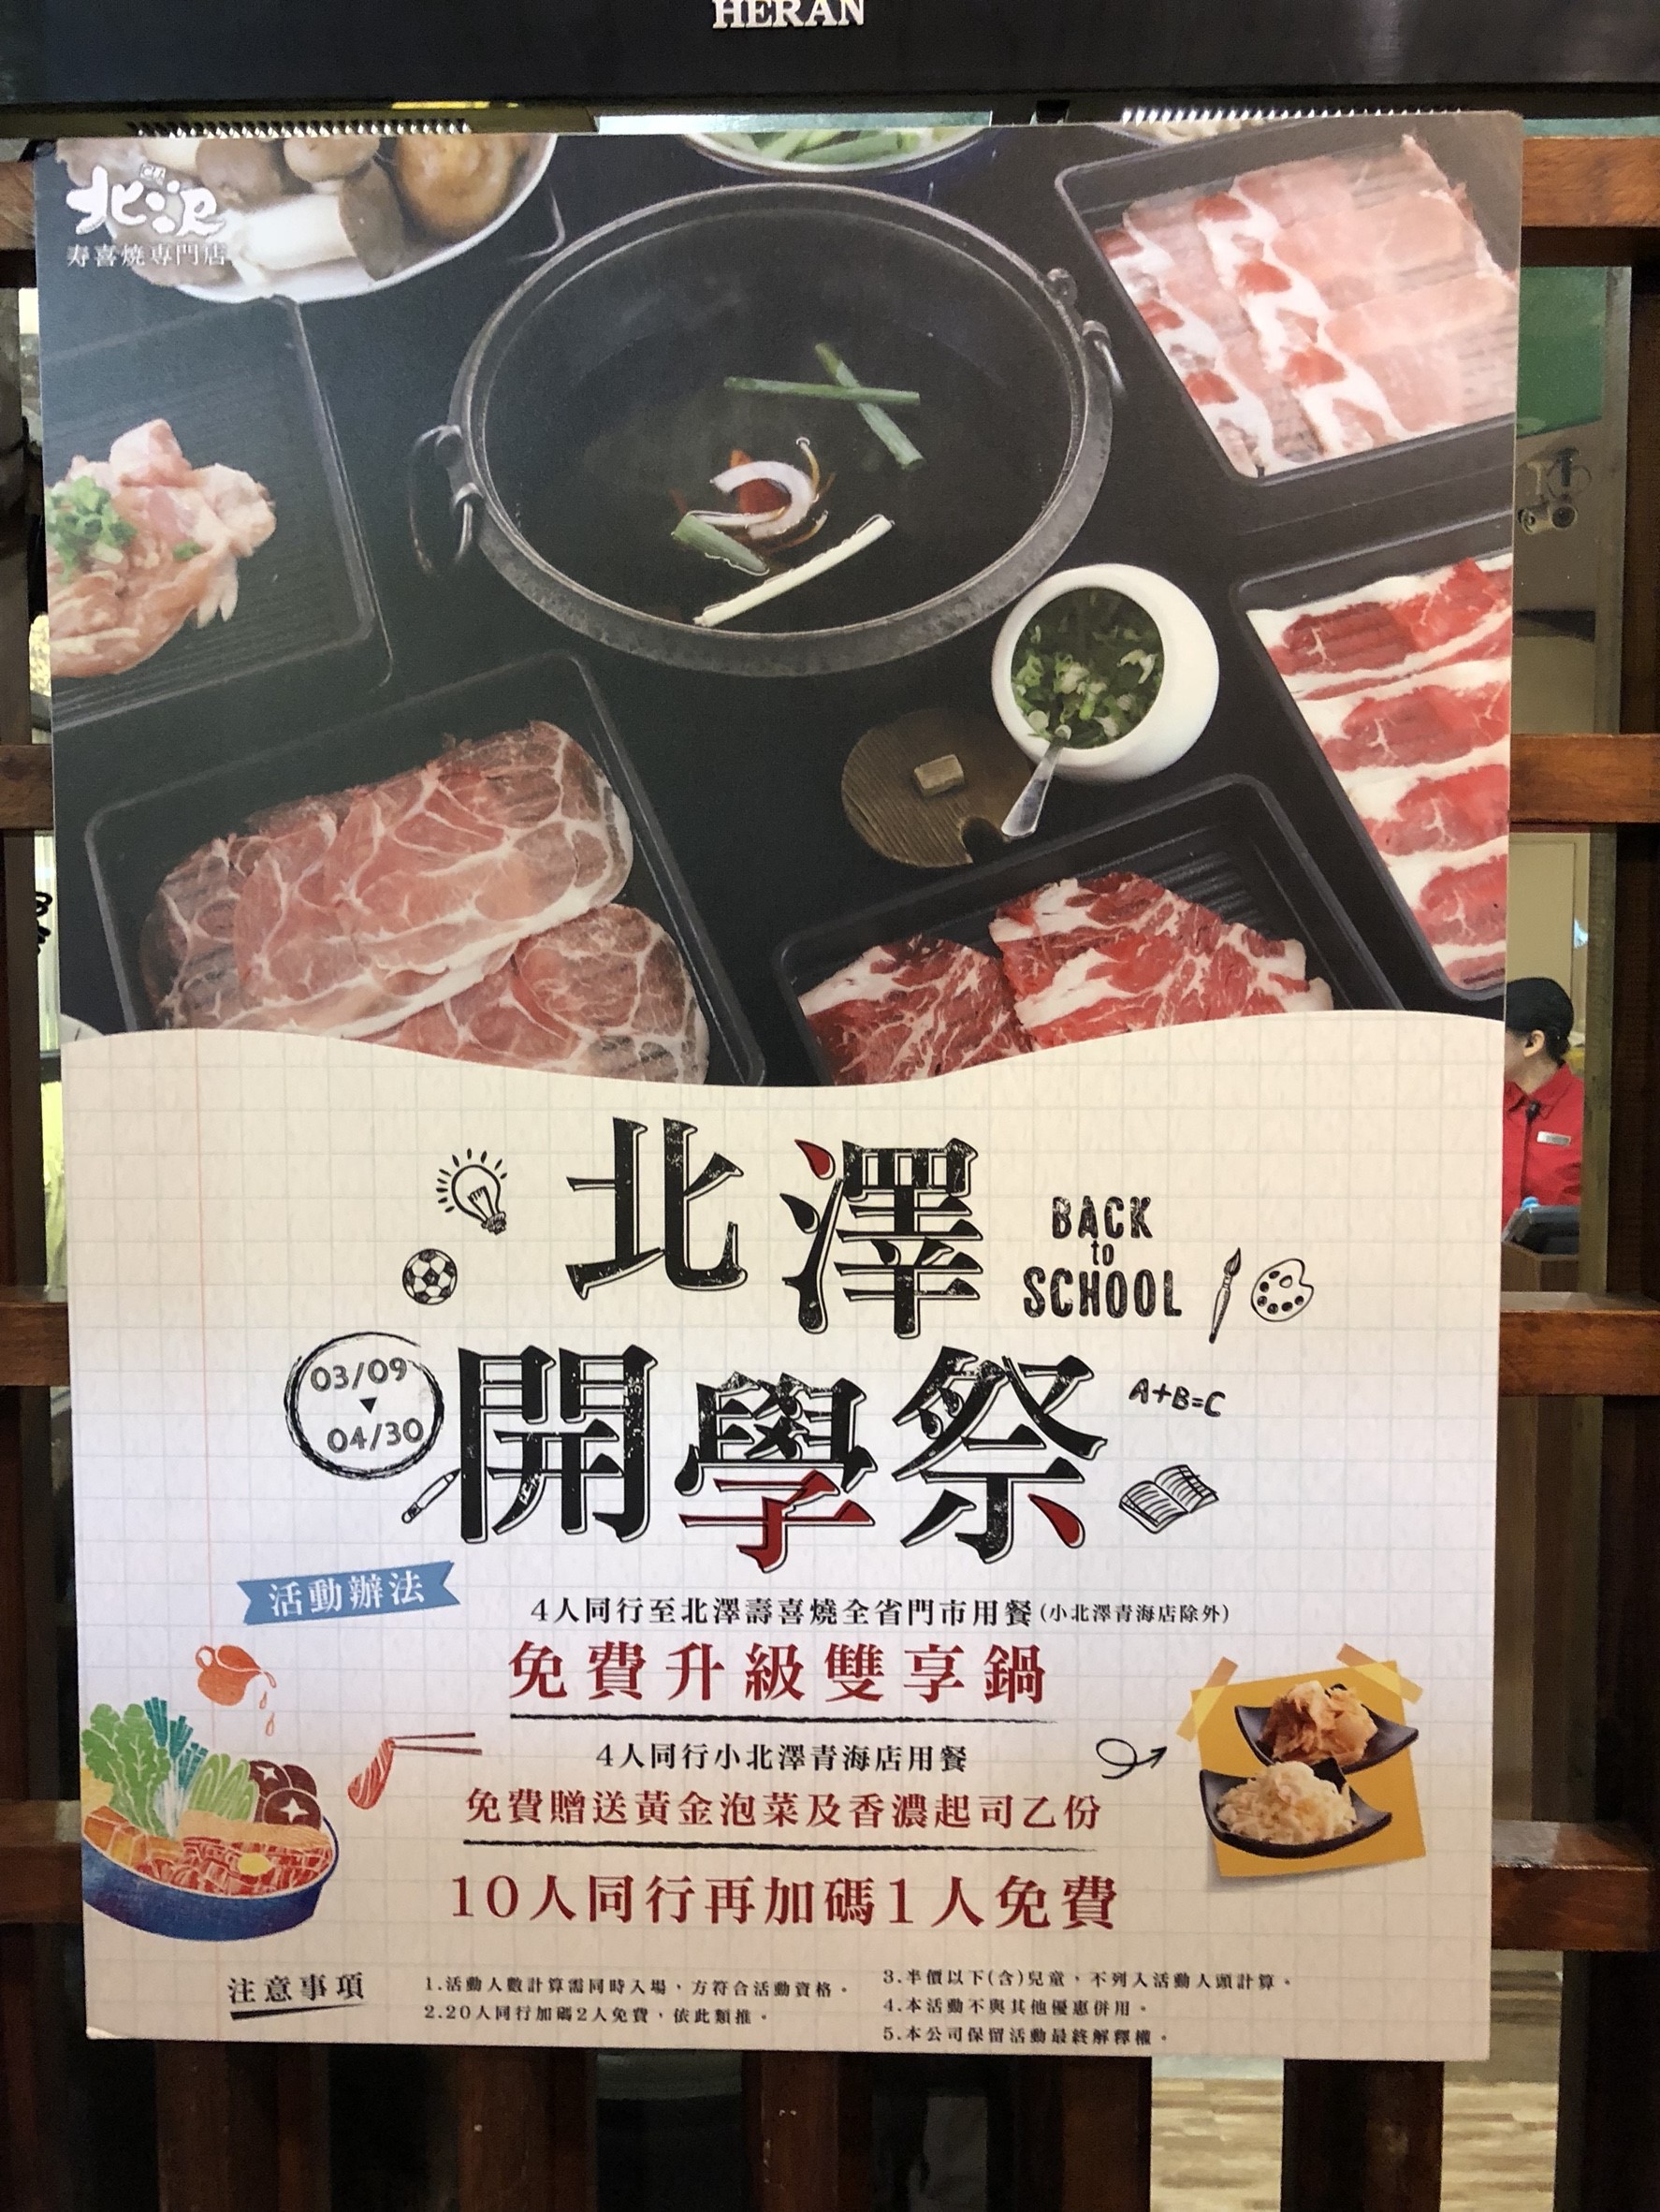 HERAN
北沢
寿喜燒専門店
北澤
BACK
to
SCHOOL
03/09
04/30
開學祭
A+B=C
活動辦法
4人同行至北澤壽喜燒全省門市用餐(小北澤青海店除外)
免費升級雙享鍋
4人同行小北澤青海店用餐
免費贈送黃金泡菜及香濃起司乙份
10人同行再加碼1人免費
注意事項
1.活動人數計算需同時入場，方符合活動資格。
2.20人同行加碼2人免費，依此類推。
3.半價以下(含)兒童，不列入活動人頭計算。
4.本活動不與其他優惠併用。
5.本公司保留活動最終解釋權。